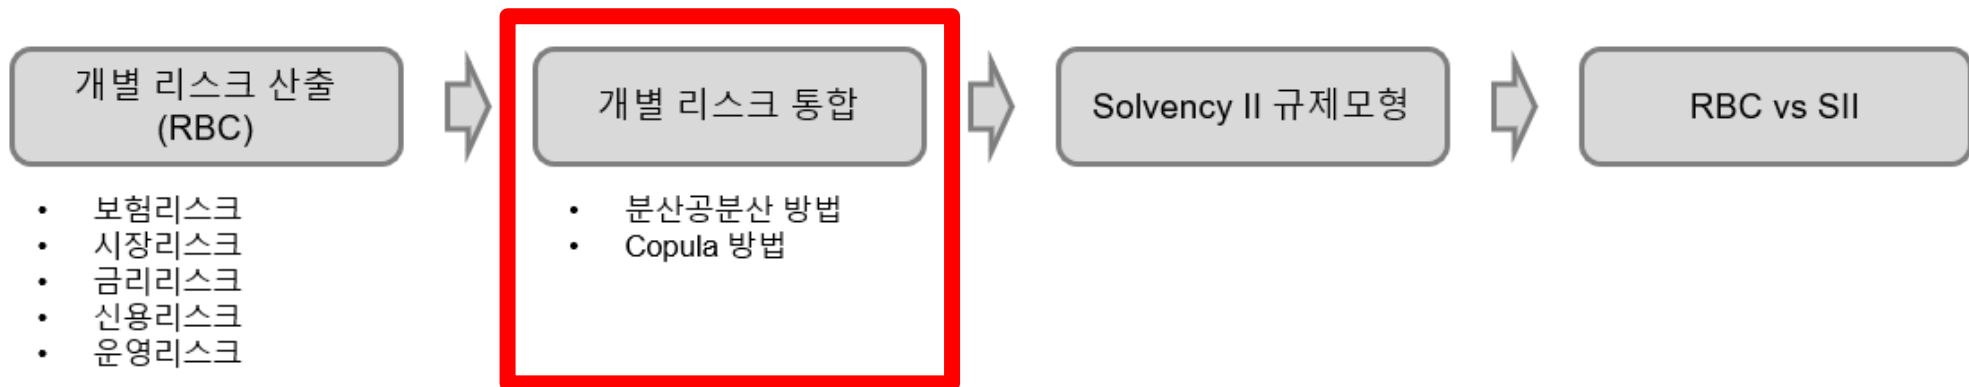 개별 리스크 산출
(RBC)
• 보험리스크
• 시장리스크
• 금리리스크
• 신용리스크
• 운영리스크
개별 리스크 통합
• 분산공분산 방법
• Copula 방법
Solvency II 규제모형
RBC vs SII